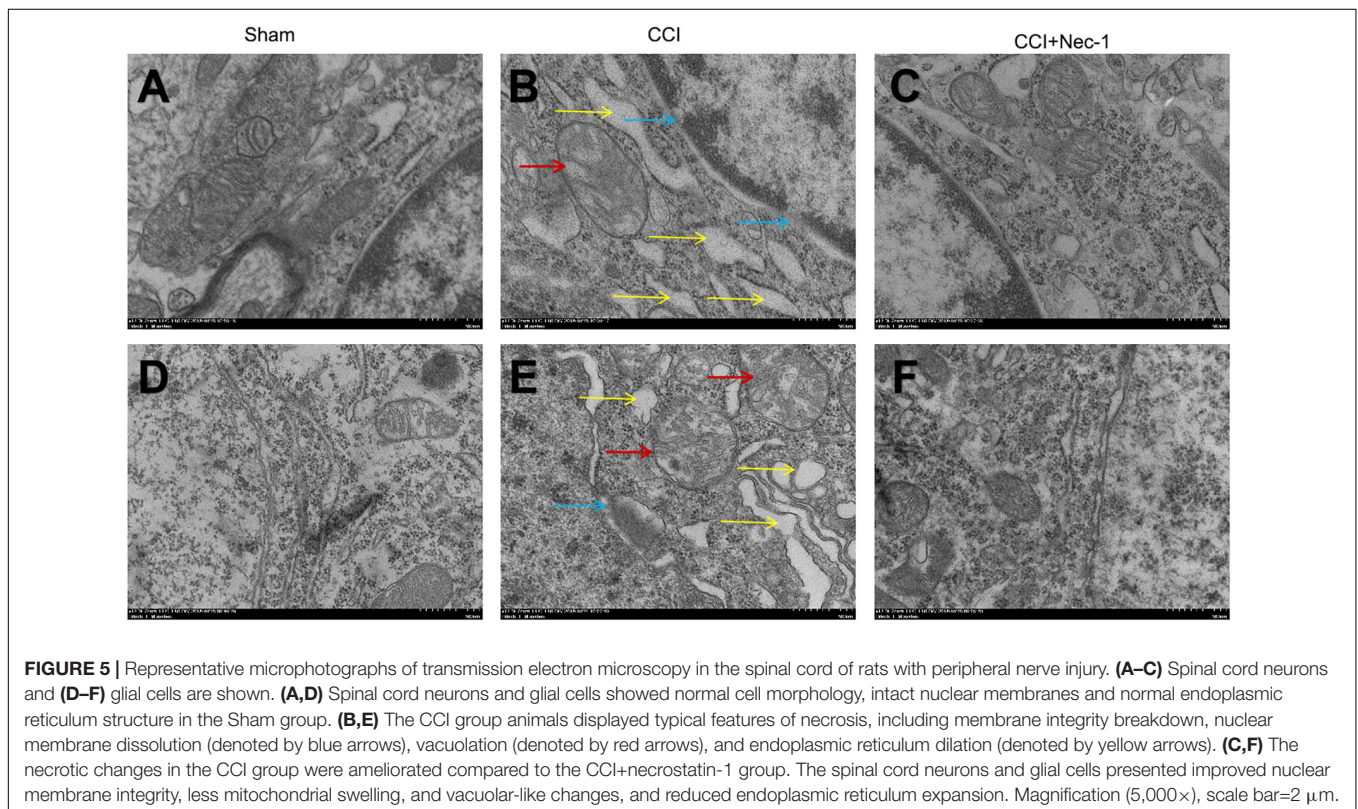 Sham
CCI
CCI+Nec-1
A
B
C
D
E
F
FIGURE 5 | Representative microphotographs of transmission electron microscopy in the spinal cord of rats with peripheral nerve injury. (A–C) Spinal cord neurons
and (D–F) glial cells are shown. (A,D) Spinal cord neurons and glial cells showed normal cell morphology, intact nuclear membranes and normal endoplasmic
reticulum structure in the Sham group. (B,E) The CCI group animals displayed typical features of necrosis, including membrane integrity breakdown, nuclear
membrane dissolution (denoted by blue arrows), vacuolation (denoted by red arrows), and endoplasmic reticulum dilation (denoted by yellow arrows). (C,F) The
necrotic changes in the CCI group were ameliorated compared to the CCI+necrostatin-1 group. The spinal cord neurons and glial cells presented improved nuclear
membrane integrity, less mitochondrial swelling, and vacuolar-like changes, and reduced endoplasmic reticulum expansion. Magnification (5,000×), scale bar=2 μm.